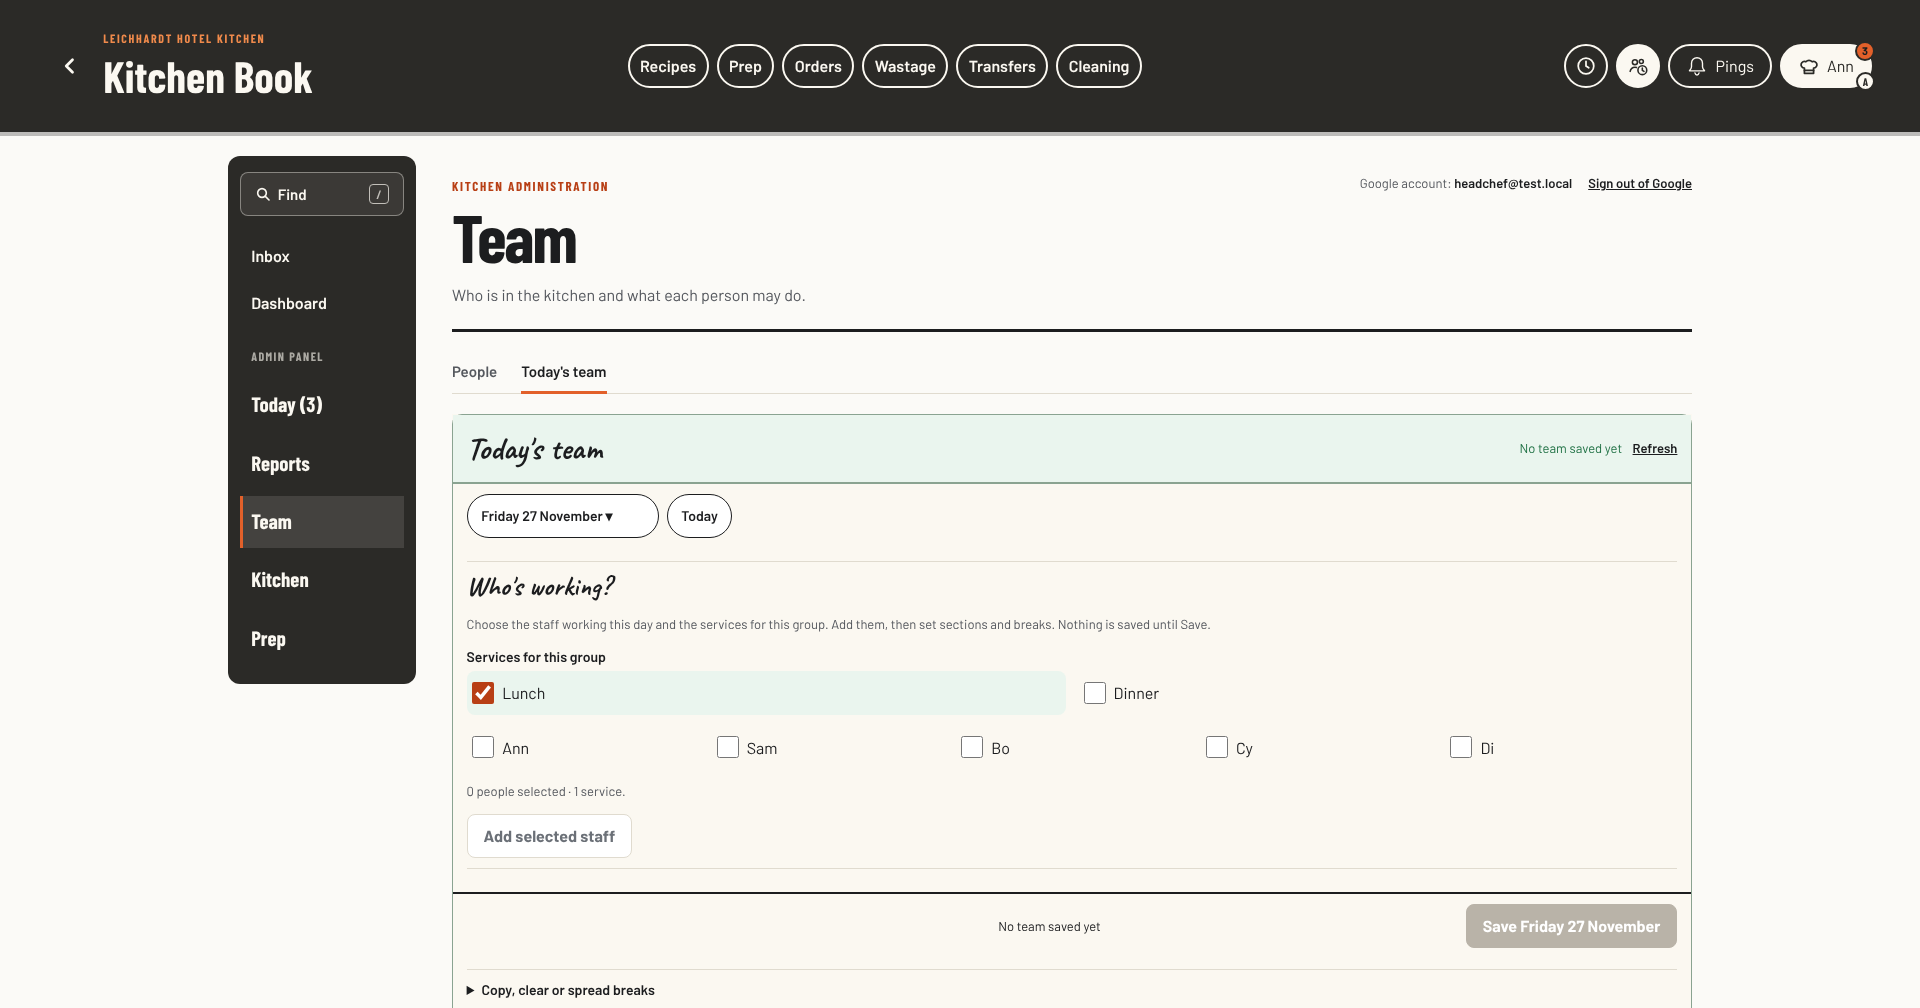 LEICHHARDT HOTEL KITCHEN
Kitchen Book
Recipes
Prep
Orders
Wastage
Transfers
Cleaning
Pings
Ann
3
A
Find
/
Inbox
Dashboard
ADMIN PANEL
Today (3)
Reports
Team
Kitchen
Prep
KITCHEN ADMINISTRATION
Google account: headchef@test.local
Sign out of Google
Team
Who is in the kitchen and what each person may do.
People
Today's team
Today's team
No team saved yet
Refresh
Friday 27 November ▾
Today
Who's working?
Choose the staff working this day and the services for this group. Add them, then set sections and breaks. Nothing is saved until Save.
Services for this group
Lunch
Dinner
Ann
Sam
Bo
Cy
Di
0 people selected · 1 service.
Add selected staff
No team saved yet
Save Friday 27 November
Copy, clear or spread breaks